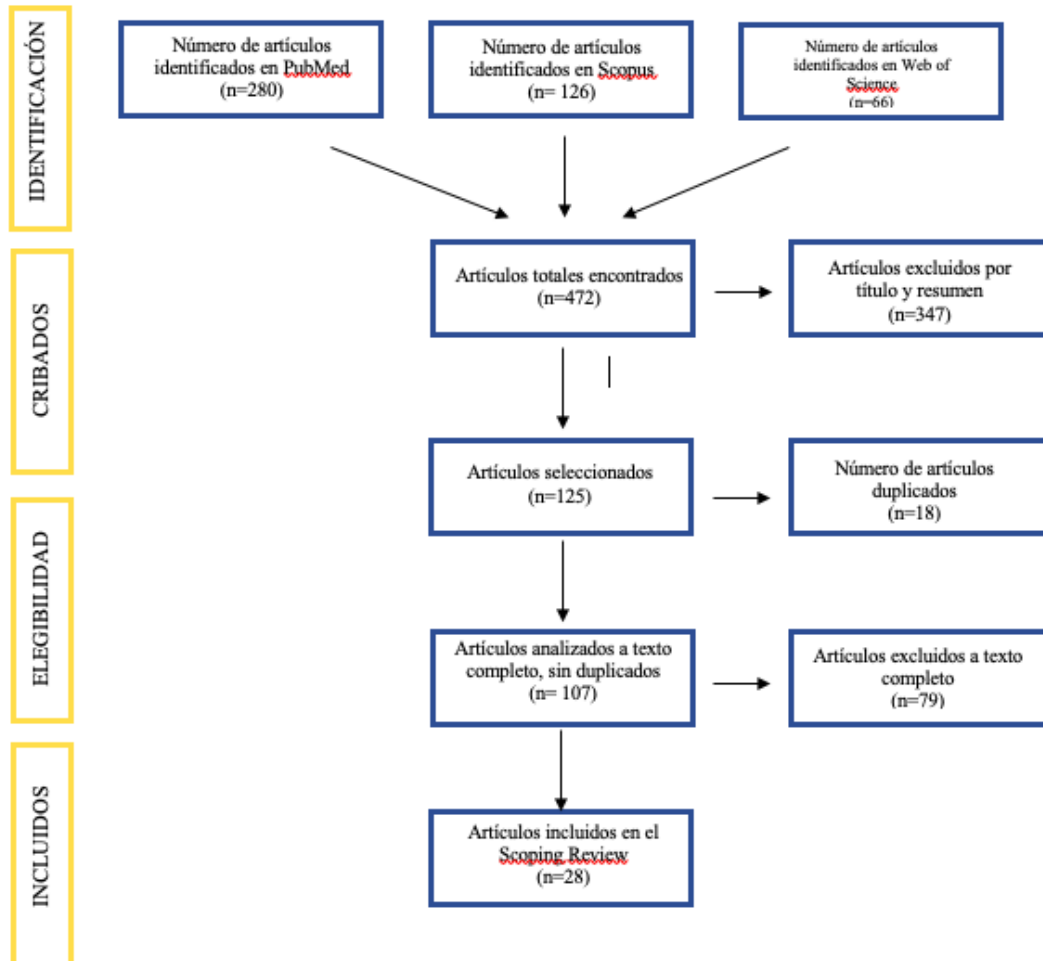 IDENTIFICACIÓN
Número de artículos
identificados en PubMed
(n=280)
Número de artículos
identificados en Scopus
(n= 126)
Número de artículos
identificados en Web of
Science
(n=66)
CRIBADOS
Artículos totales encontrados
(n=472)
Artículos excluidos por
título y resumen
(n=347)
Artículos seleccionados
(n=125)
Número de artículos
duplicados
(n=18)
ELEGIBILIDAD
Artículos analizados a texto
completo, sin duplicados
(n= 107)
Artículos excluidos a texto
completo
(n=79)
INCLUIDOS
Artículos incluidos en el
Scoping Review
(n=28)